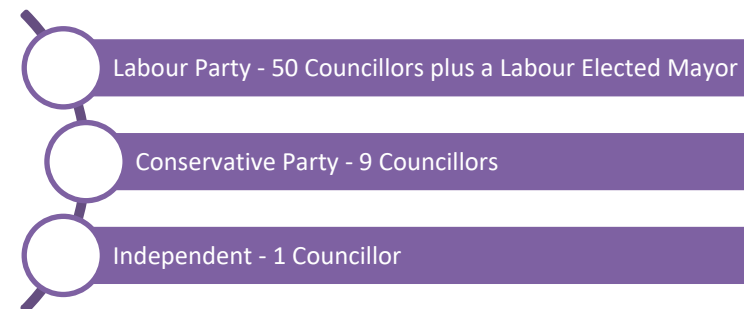 Labour Party - 50 Councillors plus a Labour Elected Mayor
Conservative Party - 9 Councillors
Independent - 1 Councillor